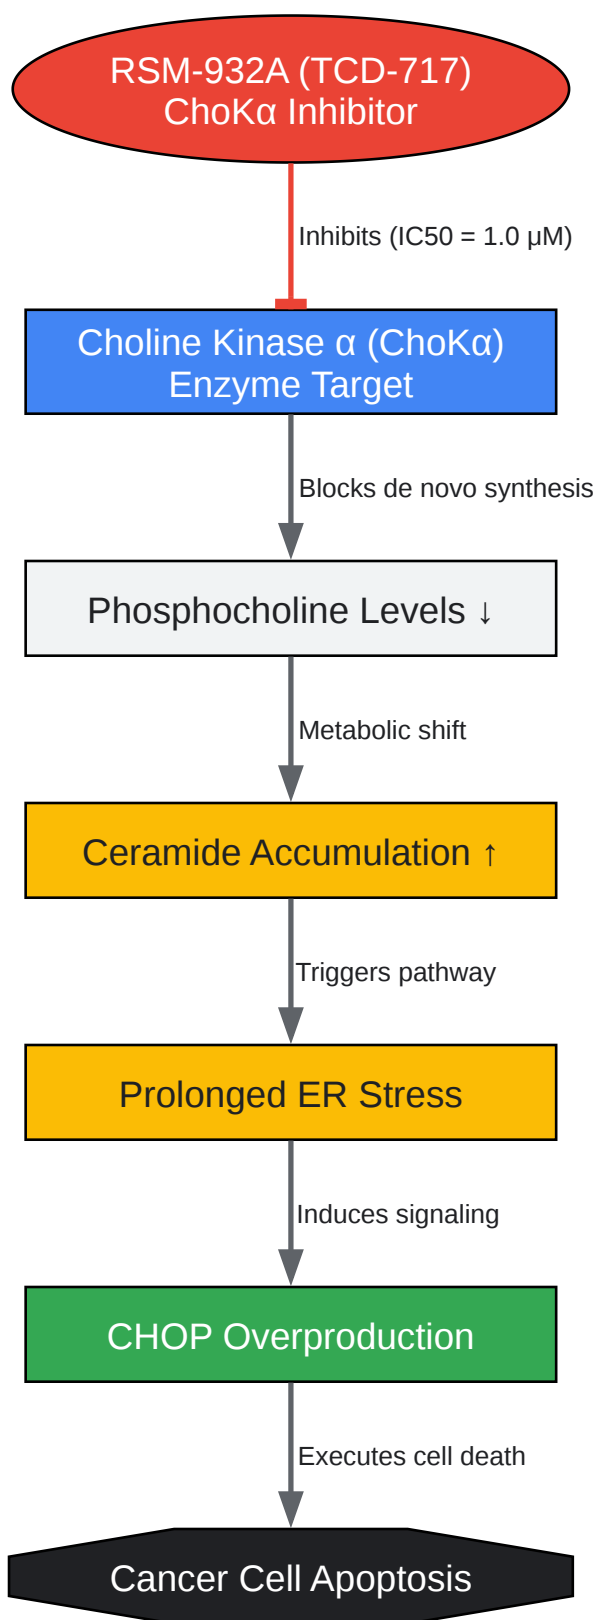 RSM-932A (TCD-717)
ChoKα Inhibitor
Inhibits (IC50 = 1.0 μM)
Choline Kinase α (ChoKα)
Enzyme Target
Blocks de novo synthesis
Phosphocholine Levels ↓
Metabolic shift
Ceramide Accumulation ↑
Triggers pathway
Prolonged ER Stress
Induces signaling
CHOP Overproduction
Executes cell death
Cancer Cell Apoptosis